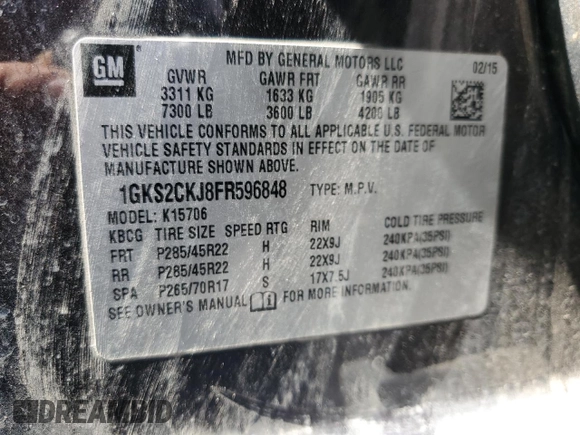 GM
MFD BY GENERAL MOTORS LLC 02/15
GVWR GAWR FRT GAWR RR
3311 KG 1633 KG 1905 KG
7300 LB 3600 LB 4200 LB
THIS VEHICLE CONFORMS TO ALL APPLICABLE U.S. FEDERAL MOTOR
VEHICLE SAFETY STANDARDS IN EFFECT ON THE DATE OF
MANUFACTURE SHOWN ABOVE.
1GKS2CKJ8FR596848 TYPE: M.P.V.
MODEL: K15706
KBCG TIRE SIZE SPEED RTG RIM COLD TIRE PRESSURE
FRT P285/45R22 H 22X9J 240KPA(35PSI)
RR P285/45R22 H 22X9J 240KPA(35PSI)
SPA P265/70R17 S 17X7.5J 240KPA(35PSI)
SEE OWNER'S MANUAL FOR MORE INFORMATION.
DREAMBID